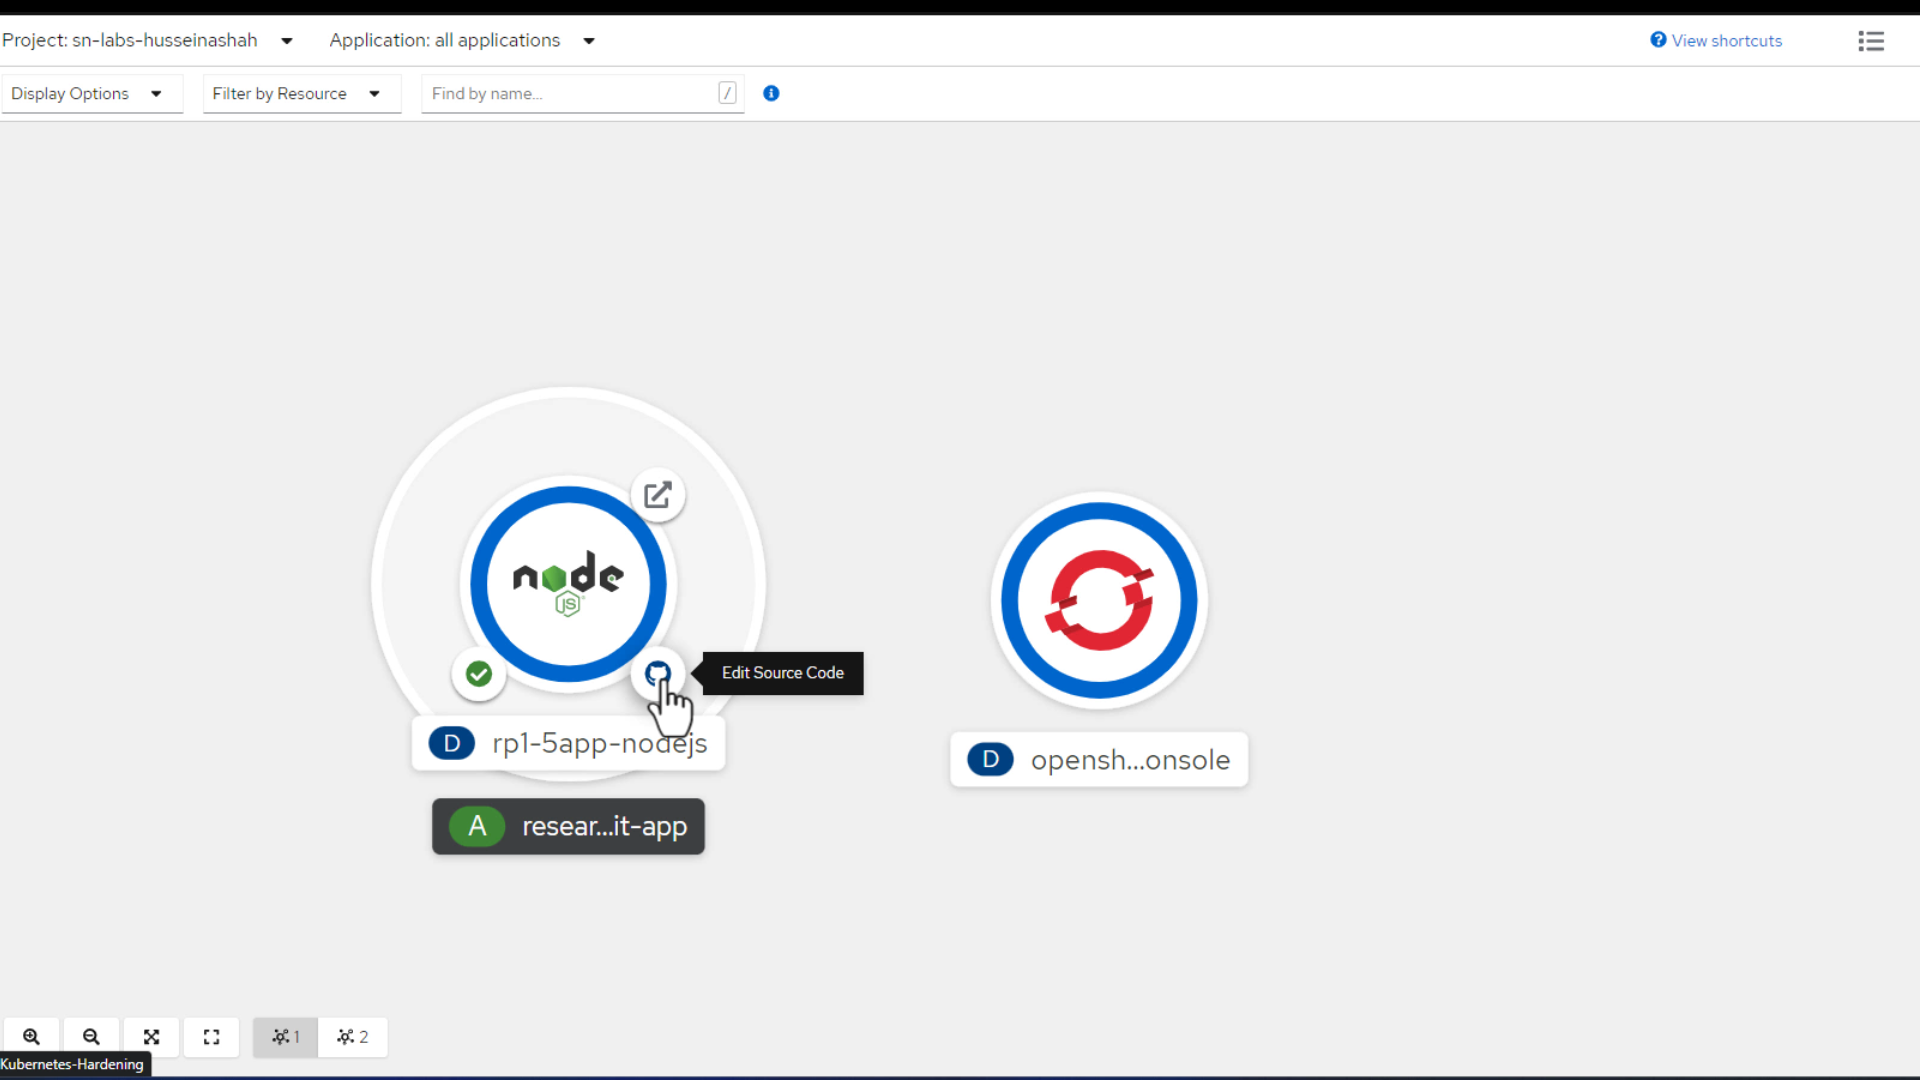 Project: sn-labs-husseinashah
Application: all applications
View shortcuts
Display Options
Filter by Resource
Find by name...
/
node
JS
Edit Source Code
D rp1-5app-nodejs
D opensh...onsole
A resear...it-app
1
2
Kubernetes-Hardening